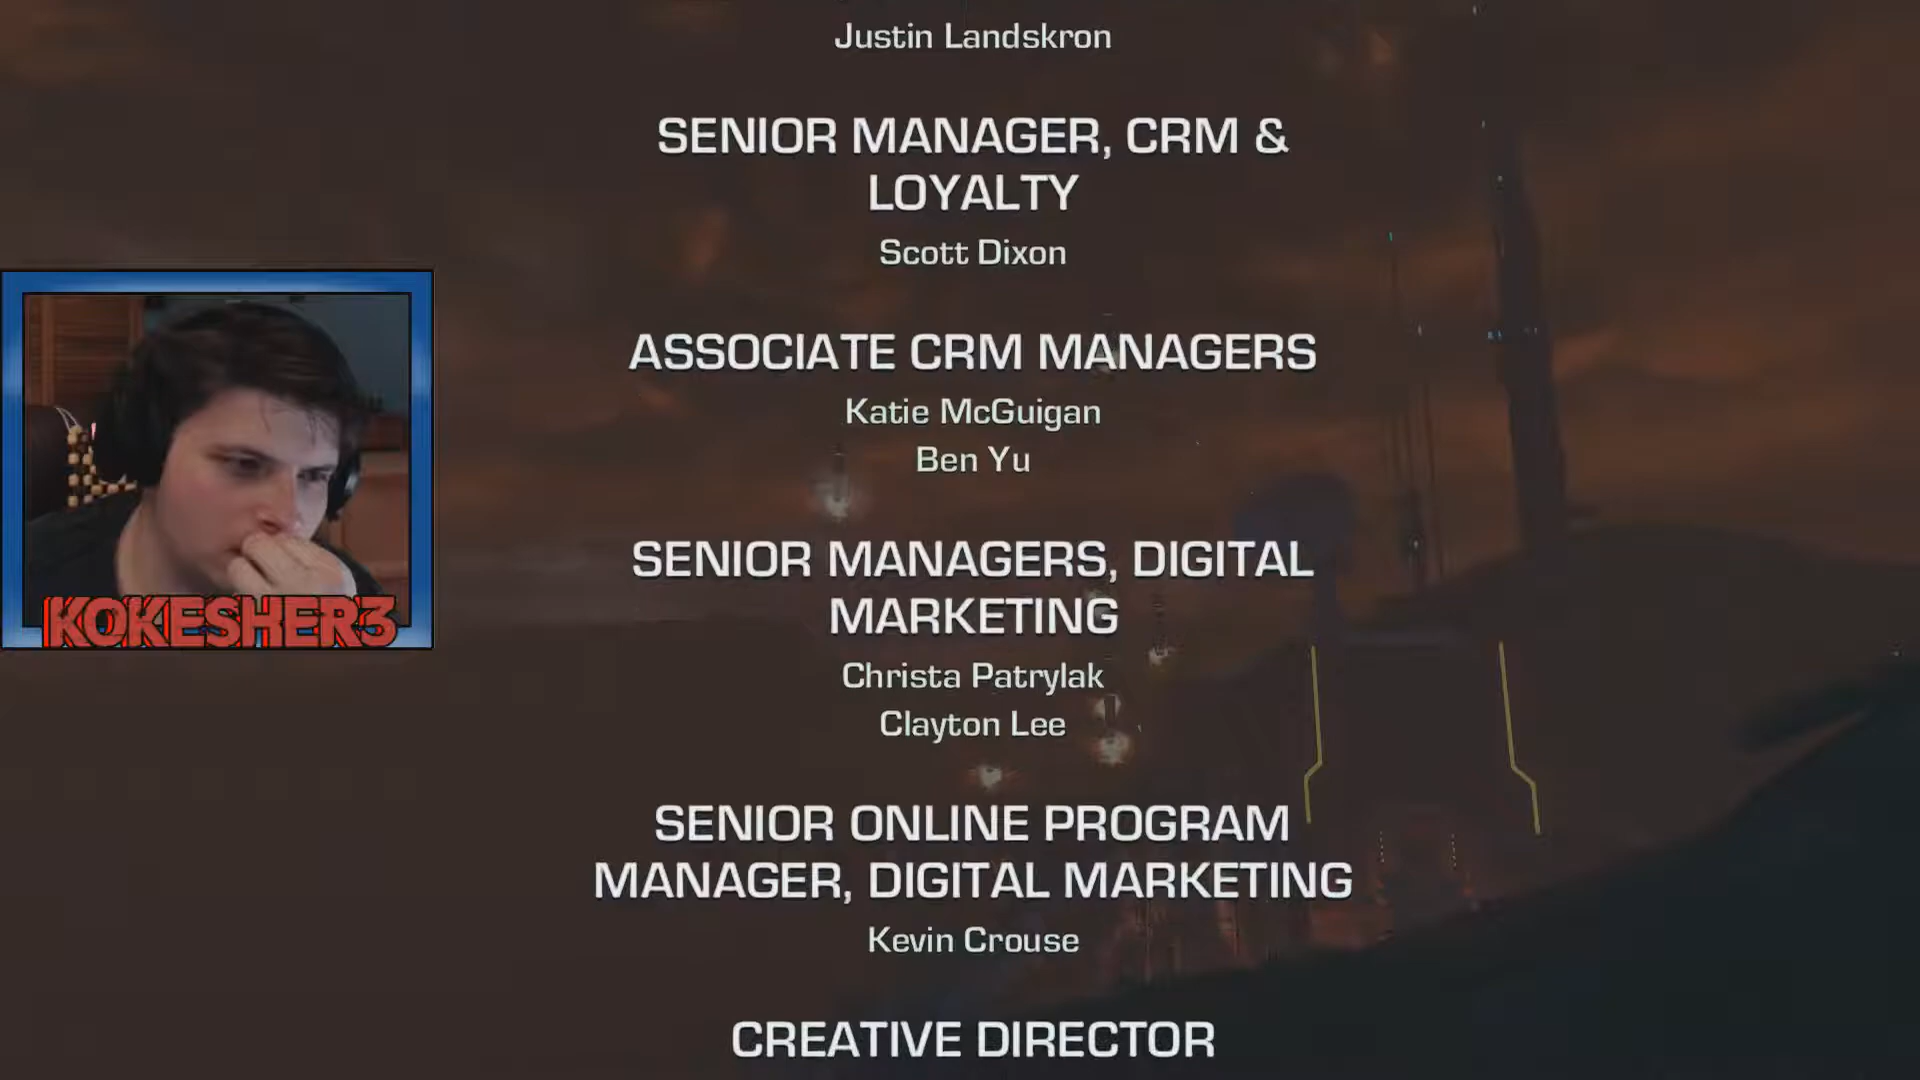 Justin Landskron
SENIOR MANAGER, CRM &
LOYALTY
Scott Dixon
ASSOCIATE CRM MANAGERS
Katie McGuigan
Ben Yu
SENIOR MANAGERS, DIGITAL
MARKETING
Christa Patrylak
Clayton Lee
SENIOR ONLINE PROGRAM
MANAGER, DIGITAL MARKETING
Kevin Crouse
CREATIVE DIRECTOR
KOKESHER3